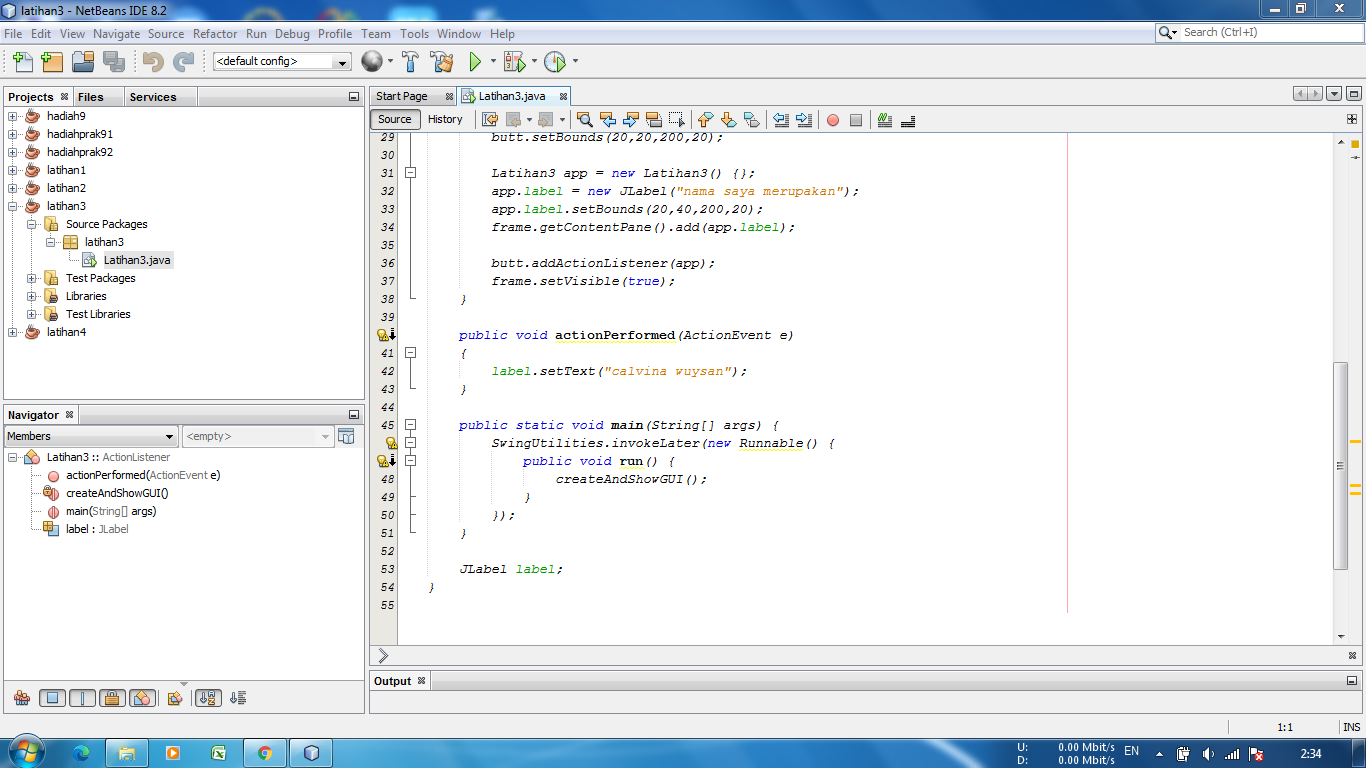 latihan3 - NetBeans IDE 8.2
File Edit View Navigate Source Refactor Run Debug Profile Team Tools Window Help
Search (Ctrl+I)
<default config>
Projects Files Services
hadiah9
hadiahprak91
hadiahprak92
latihan1
latihan2
latihan3
Source Packages
latihan3
Latihan3.java
Test Packages
Libraries
Test Libraries
latihan4
Navigator
Members <empty>
Latihan3 :: ActionListener
actionPerformed(ActionEvent e)
createAndShowGUI()
main(String[] args)
label : JLabel
Start Page Latihan3.java
Source History
29 butt.setBounds(20,20,200,20);
30
31 Latihan3 app = new Latihan3() {};
32 app.label = new JLabel("nama saya merupakan");
33 app.label.setBounds(20,40,200,20);
34 frame.getContentPane().add(app.label);
35
36 butt.addActionListener(app);
37 frame.setVisible(true);
38 }
39
public void actionPerformed(ActionEvent e)
41 {
42 label.setText("calvina wuysan");
43 }
44
45 public static void main(String[] args) {
SwingUtilities.invokeLater(new Runnable() {
public void run() {
48 createAndShowGUI();
49 }
50 });
51 }
52
53 JLabel label;
54 }
55
Output
1:1 INS
U: 0.00 Mbit/s
D: 0.00 Mbit/s
EN
2:34